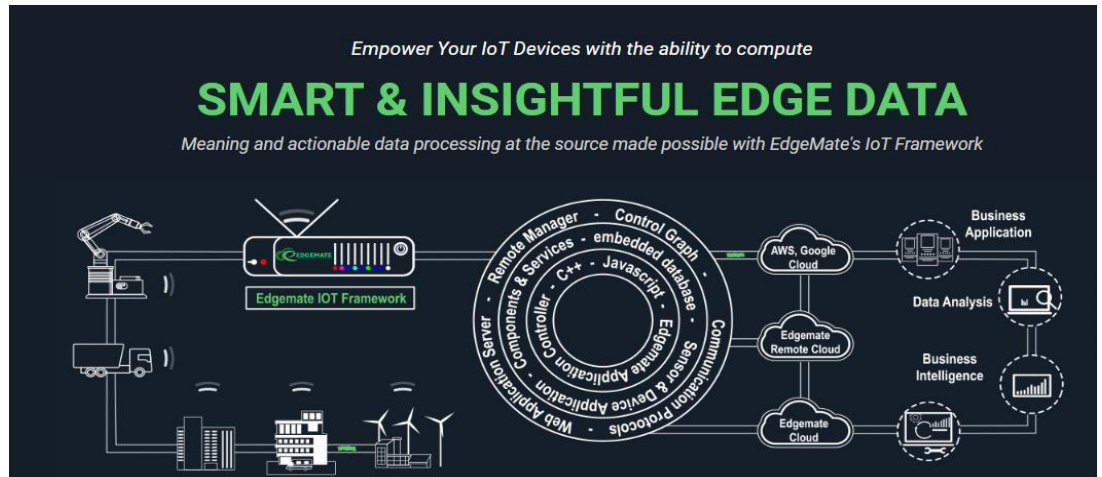 Empower Your IoT Devices with the ability to compute
SMART & INSIGHTFUL EDGE DATA
Meaning and actionable data processing at the source made possible with EdgeMate's IoT Framework
EDGEMATE
Edgemate IOT Framework
Web Application Server - Remote Manager - Control Graph - Communication Protocols -
Sensor & Device Application - Components & Services - embedded database -
Edgemate Application Controller - C++ - Javascript -
AWS, Google
Cloud
Edgemate
Remote Cloud
Edgemate
Cloud
Business
Application
Data Analysis
Business
Intelligence